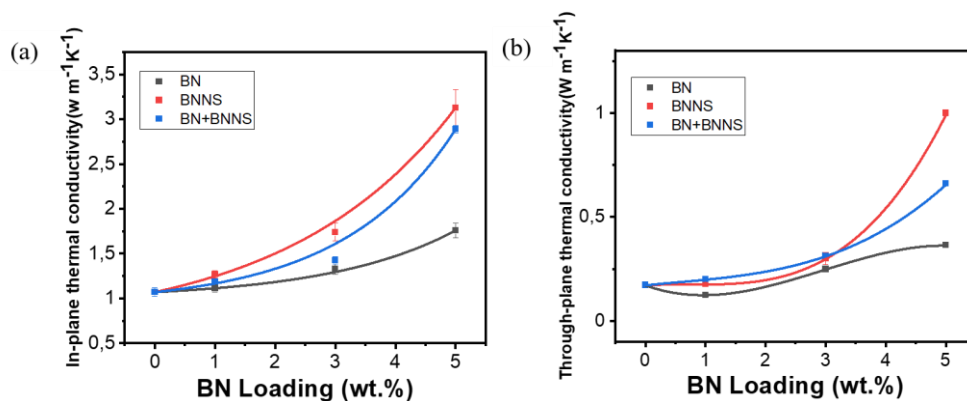 (a)
In-plane thermal conductivity(w m⁻¹K⁻¹)
3,5
3
2,5
2
1,5
1
0,5
BN
BNNS
BN+BNNS
0 1 2 3 4 5
BN Loading (wt.%)
(b)
Through-plane thermal conductivity(W m⁻¹K⁻¹)
1
0,5
0
BN
BNNS
BN+BNNS
0 1 2 3 4 5
BN Loading (wt.%)